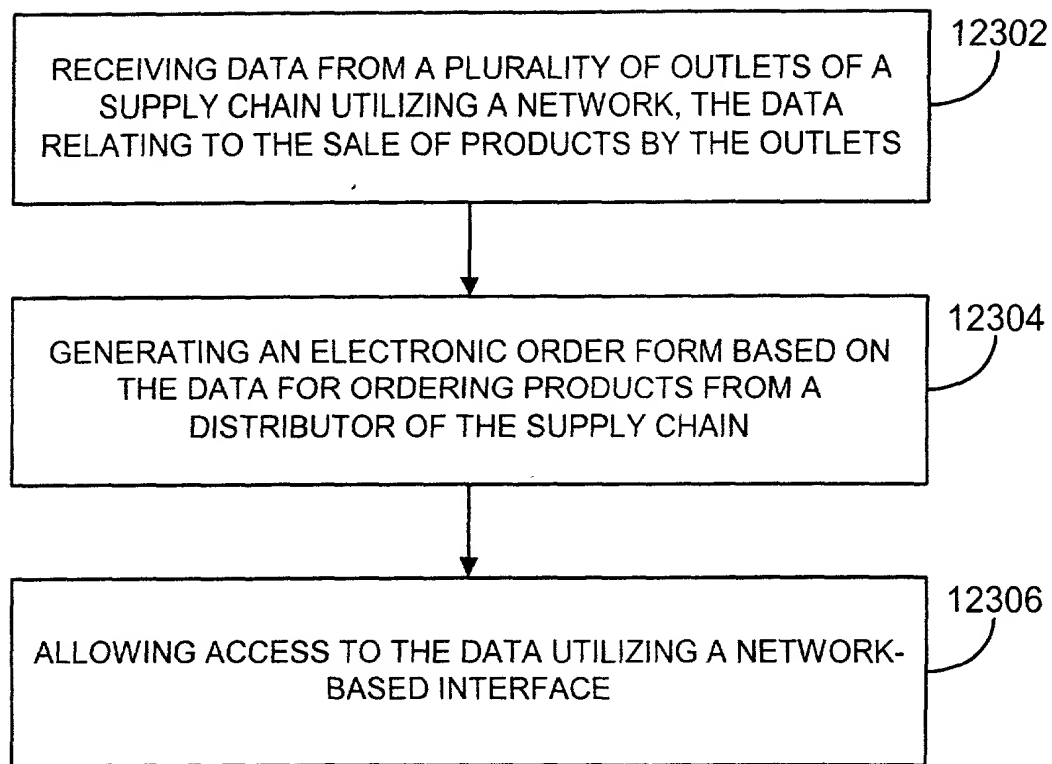 12302
RECEIVING DATA FROM A PLURALITY OF OUTLETS OF A
SUPPLY CHAIN UTILIZING A NETWORK, THE DATA
RELATING TO THE SALE OF PRODUCTS BY THE OUTLETS
12304
GENERATING AN ELECTRONIC ORDER FORM BASED ON
THE DATA FOR ORDERING PRODUCTS FROM A
DISTRIBUTOR OF THE SUPPLY CHAIN
12306
ALLOWING ACCESS TO THE DATA UTILIZING A NETWORK-
BASED INTERFACE